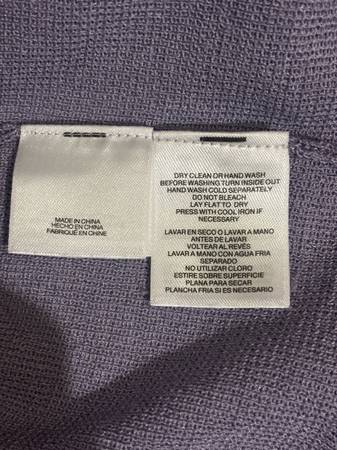 MADE IN CHINA
HECHO EN CHINA
FABRIQUÉ EN CHINE
DRY CLEAN OR HAND WASH
BEFORE WASHING TURN INSIDE OUT
HAND WASH COLD SEPARATELY
DO NOT BLEACH
LAY FLAT TO DRY
PRESS WITH COOL IRON IF
NECESSARY
LAVAR EN SECO O LAVAR A MANO
ANTES DE LAVAR
VOLTEAR AL REVÉS
LAVAR A MANO CON AGUA FRIA
SEPARADO
NO UTILIZAR CLORO
ESTIRE SOBRE SUPERFICIE
PLANA PARA SECAR
PLANCHA FRIA SI ES NECESARIO